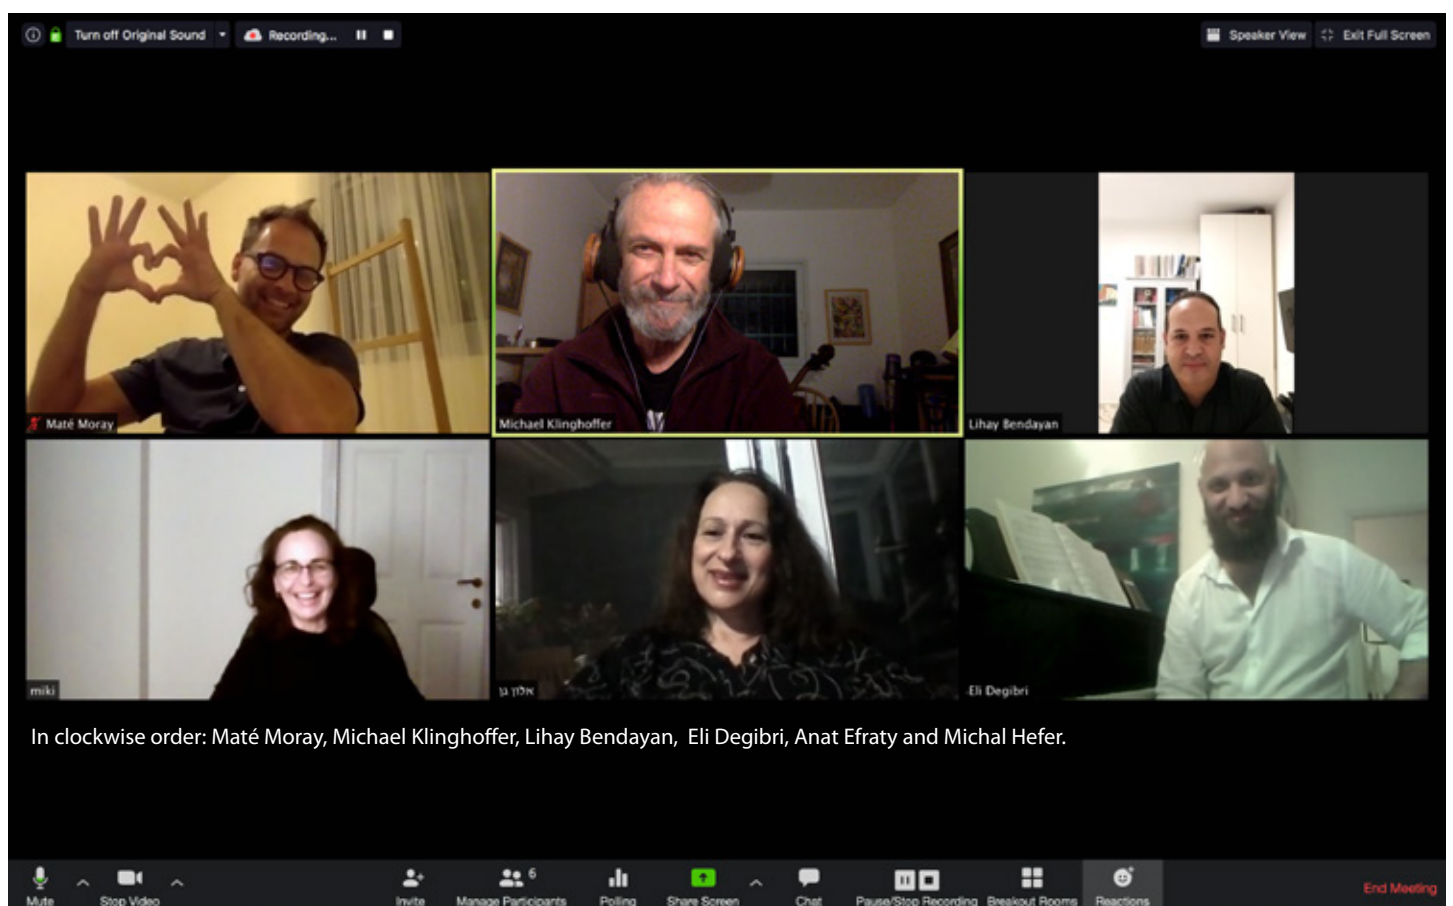 Turn off Original Sound
Recording...
Speaker View
Exit Full Screen
Maté Moray
Michael Klinghoffer
Lihay Bendayan
miki
אלון גן
Eli Degibri
In clockwise order: Maté Moray, Michael Klinghoffer, Lihay Bendayan, Eli Degibri, Anat Efraty and Michal Hefer.
6
Mute
Stop Video
Invite
Manage Participants
Polling
Share Screen
Chat
Pause/Stop Recording
Breakout Rooms
Reactions
End Meeting